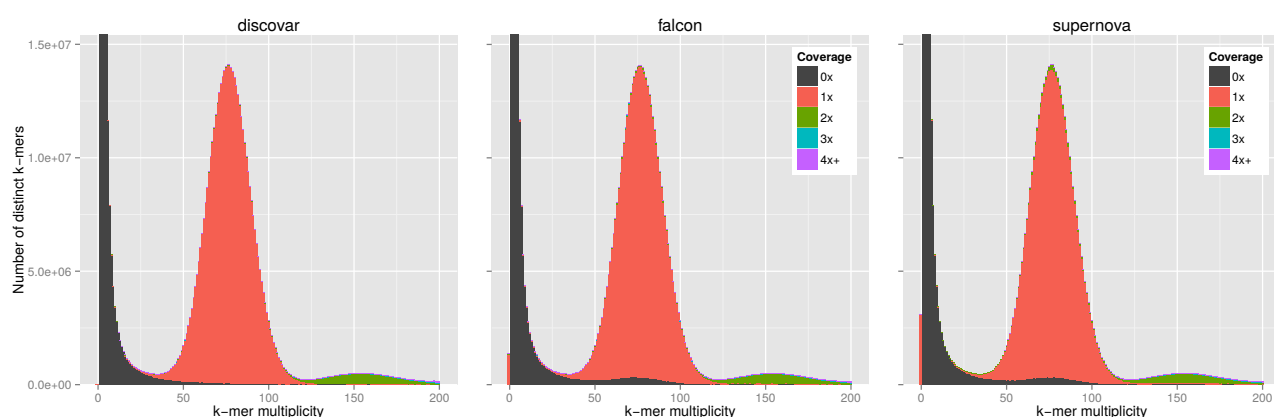 discovar
falcon
supernova
Number of distinct k−mers
1.5e+07
1.0e+07
5.0e+06
0.0e+00
0 50 100 150 200
k−mer multiplicity
0 50 100 150 200
k−mer multiplicity
Coverage
0x
1x
2x
3x
4x+
0 50 100 150 200
k−mer multiplicity
Coverage
0x
1x
2x
3x
4x+